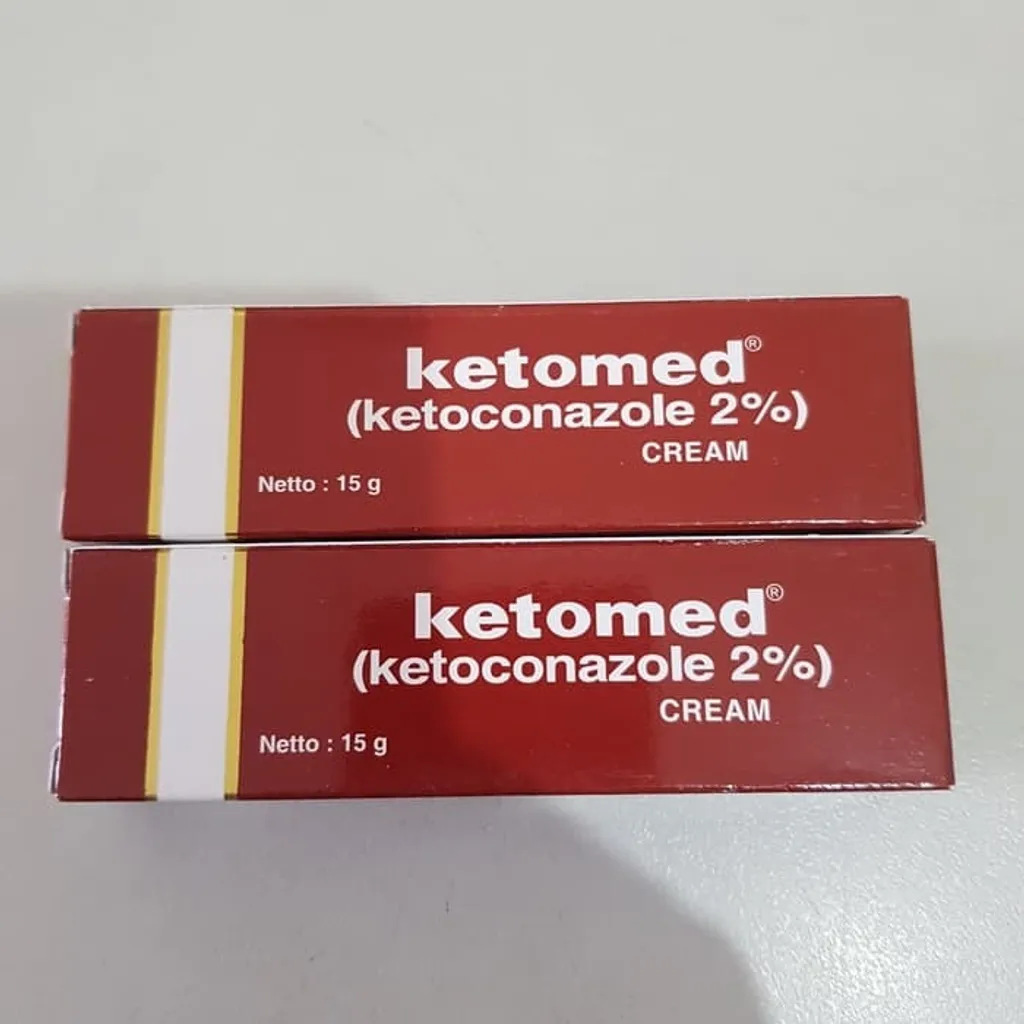 ketomed®
(ketoconazole 2%)
CREAM
Netto : 15 g
ketomed®
(ketoconazole 2%)
CREAM
Netto : 15 g